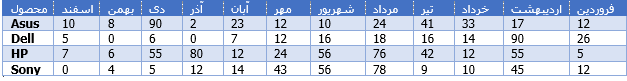 محصول اسفند بهمن دی آذر آبان مهر شهریور مرداد تیر خرداد اردیبهشت فروردین
Asus 10 8 90 2 23 12 10 24 41 33 17 12
Dell 5 0 6 0 7 12 16 18 16 14 90 26
HP 7 6 55 80 12 24 56 76 42 12 55 5
Sony 0 4 5 12 14 43 56 78 9 10 45 12